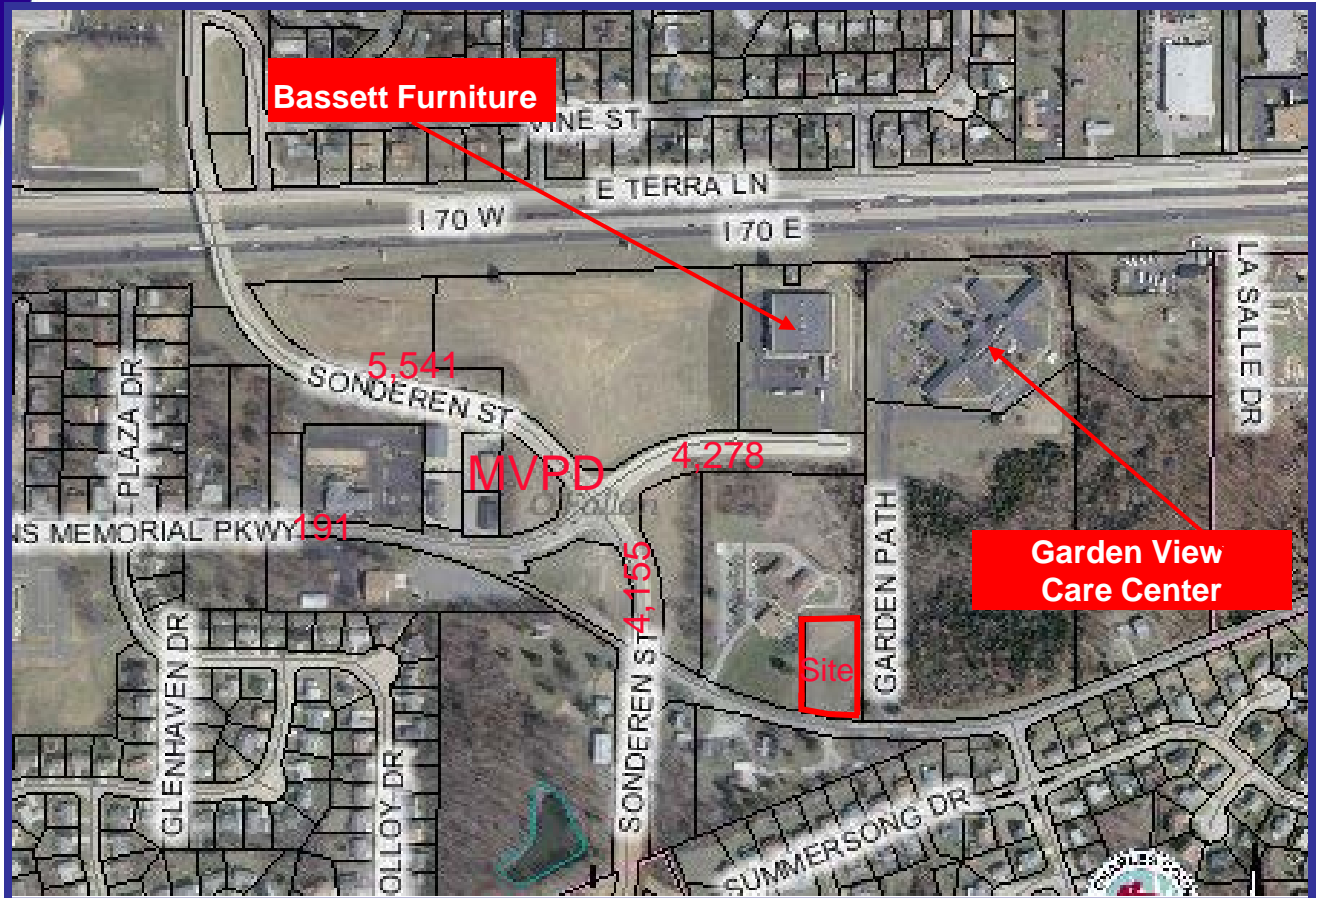 Bassett Furniture
VINE ST
E TERRA LN
I 70 W
I 70 E
LA SALLE DR
PLAZA DR
5,541
SONDEREN ST
MVPD
4,278
NS MEMORIAL PKWY
191
4,155
GARDEN PATH
Garden View
Care Center
Site
GLENHAVEN DR
OLLOY DR
SONDEREN ST
SUMMERSONG DR